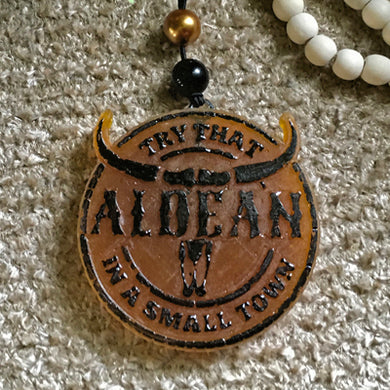 TRY THAT
ALDEAN
IN A SMALL TOWN